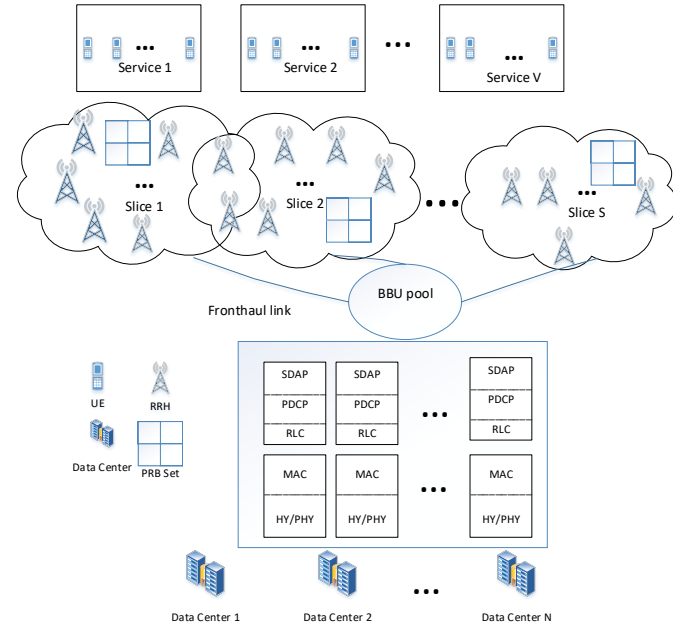 Service 1
Service 2
Service V
Slice 1
Slice 2
Slice S
BBU pool
Fronthaul link
SDAP
SDAP
SDAP
PDCP
PDCP
PDCP
RLC
RLC
RLC
UE
RRH
Data Center
PRB Set
MAC
MAC
MAC
HY/PHY
HY/PHY
HY/PHY
Data Center 1
Data Center 2
Data Center N